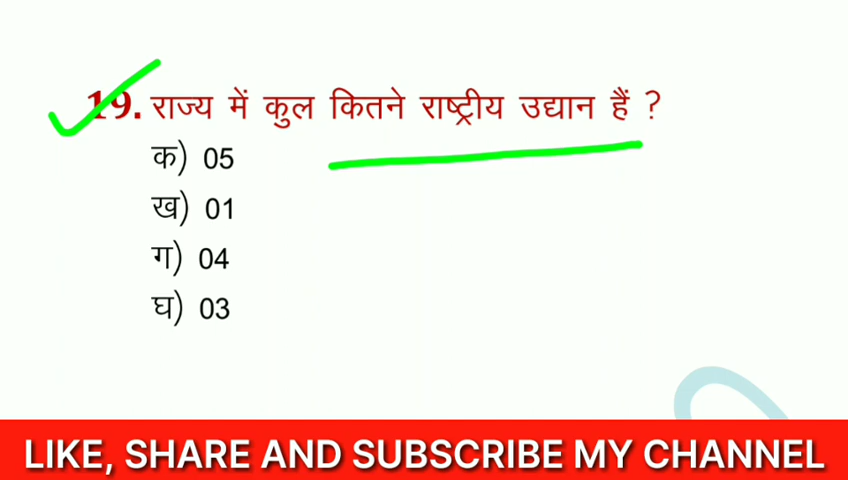 19. राज्य में कुल कितने राष्ट्रीय उद्यान हैं ?
क) 05
ख) 01
ग) 04
घ) 03
LIKE, SHARE AND SUBSCRIBE MY CHANNEL